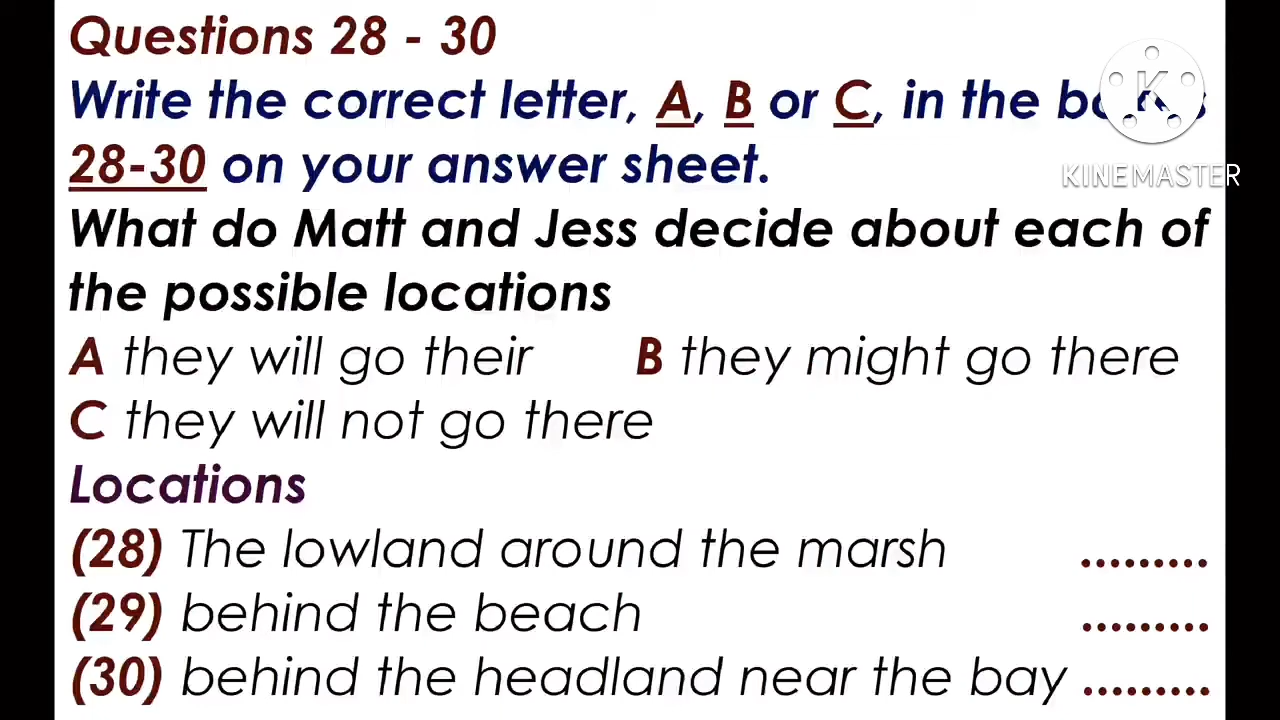 Questions 28 - 30
Write the correct letter, A, B or C, in the
28-30 on your answer sheet.
KINEMASTER
What do Matt and Jess decide about each of
the possible locations
A they will go their B they might go there
C they will not go there
Locations
(28) The lowland around the marsh .........
(29) behind the beach .........
(30) behind the headland near the bay .........